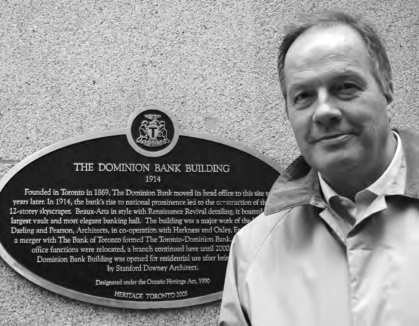 THE DOMINION BANK BUILDING
1914
Founded in Toronto in 1869, The Dominion Bank moved its head office to this site
years later. In 1914, the bank's rise to national prominence led to the construction of th
12-storey skyscraper. Beaux-Arts in style with Renaissance Revival detailing, it boasted
largest vault and most elegant banking hall. The building was a major work of the
Darling and Pearson, Architects, in co-operation with Harkness and Oxley,
a merger with The Bank of Toronto formed The Toronto-Dominion Bank.
office functions were relocated, a branch continued here until 2000
Dominion Bank Building was opened for residential use after bein
by Stanford Downey Architect.
Designated under the Ontario Heritage Act, 1990
HERITAGE TORONTO 2005